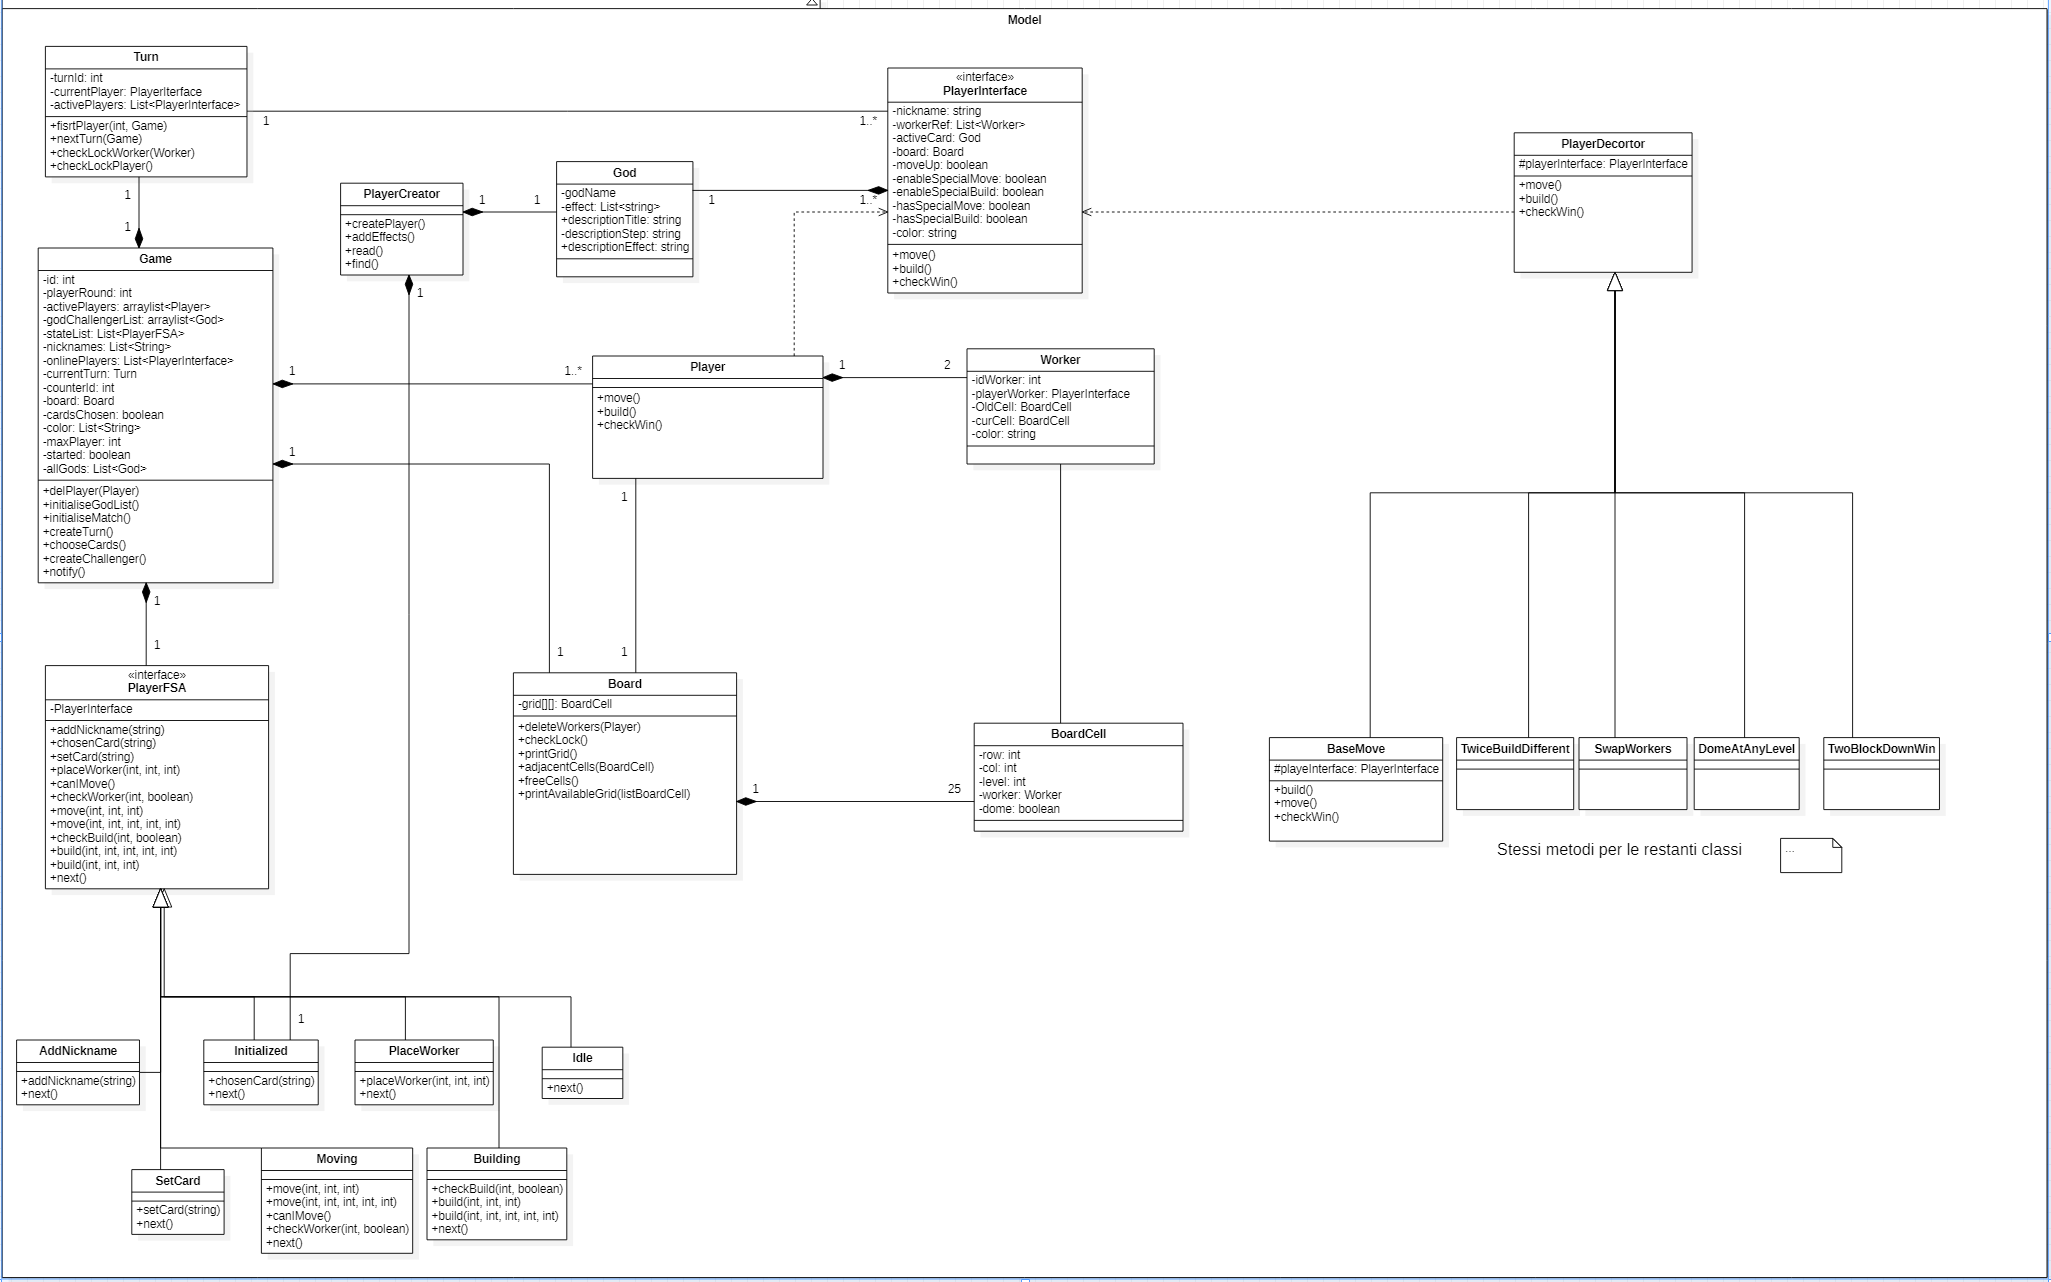 Model
Turn
-turnId: int
-currentPlayer: PlayerIterface
-activePlayers: List<PlayerInterface>
+fisrtPlayer(int, Game)
+nextTurn(Game)
+checkLockWorker(Worker)
+checkLockPlayer()
1
1..*
1
1
«interface»
PlayerInterface
-nickname: string
-workerRef: List<Worker>
-activeCard: God
-board: Board
-moveUp: boolean
-enableSpecialMove: boolean
-enableSpecialBuild: boolean
-hasSpecialMove: boolean
-hasSpecialBuild: boolean
-color: string
+move()
+build()
+checkWin()
PlayerDecortor
#playerInterface: PlayerInterface
+move()
+build()
+checkWin()
PlayerCreator
+createPlayer()
+addEffects()
+read()
+find()
1
1
1
God
-godName
-effect: List<string>
+descriptionTitle: string
-descriptionStep: string
+descriptionEffect: string
1
1..*
Game
-id: int
-playerRound: int
-activePlayers: arraylist<Player>
-godChallengerList: arraylist<God>
-stateList: List<PlayerFSA>
-nicknames: List<String>
-onlinePlayers: List<PlayerInterface>
-currentTurn: Turn
-counterId: int
-board: Board
-cardsChosen: boolean
-color: List<String>
-maxPlayer: int
-started: boolean
-allGods: List<God>
+delPlayer(Player)
+initialiseGodList()
+initialiseMatch()
+createTurn()
+chooseCards()
+createChallenger()
+notify()
1
1..*
1
1
1
1
Player
+move()
+build()
+checkWin()
1
2
1
1
Worker
-idWorker: int
-playerWorker: PlayerInterface
-OldCell: BoardCell
-curCell: BoardCell
-color: string
«interface»
PlayerFSA
-PlayerInterface
+addNickname(string)
+chosenCard(string)
+setCard(string)
+placeWorker(int, int, int)
+canIMove()
+checkWorker(int, boolean)
+move(int, int, int)
+move(int, int, int, int, int)
+checkBuild(int, boolean)
+build(int, int, int, int, int)
+build(int, int, int)
+next()
Board
-grid[][]: BoardCell
+deleteWorkers(Player)
+checkLock()
+printGrid()
+adjacentCells(BoardCell)
+freeCells()
+printAvailableGrid(listBoardCell)
1
25
BoardCell
-row: int
-col: int
-level: int
-worker: Worker
-dome: boolean
BaseMove
#playeInterface: PlayerInterface
+build()
+move()
+checkWin()
TwiceBuildDifferent
SwapWorkers
DomeAtAnyLevel
TwoBlockDownWin
Stessi metodi per le restanti classi
...
1
AddNickname
+addNickname(string)
+next()
Initialized
+chosenCard(string)
+next()
PlaceWorker
+placeWorker(int, int, int)
+next()
Idle
+next()
SetCard
+setCard(string)
+next()
Moving
+move(int, int, int)
+move(int, int, int, int, int)
+canIMove()
+checkWorker(int, boolean)
+next()
Building
+checkBuild(int, boolean)
+build(int, int, int)
+build(int, int, int, int, int)
+next()